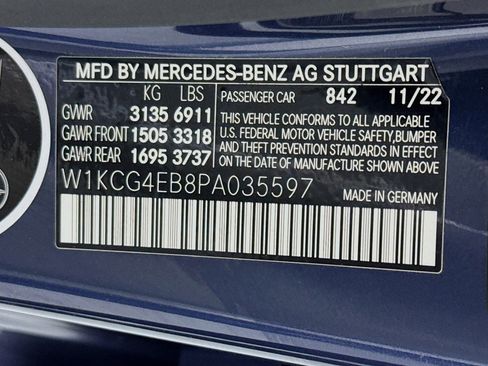 MFD BY MERCEDES-BENZ AG STUTTGART
KG LBS PASSENGER CAR 842 11/22
GVWR 3135 6911
GAWR FRONT 1505 3318
GAWR REAR 1695 3737
THIS VEHICLE CONFORMS TO ALL APPLICABLE
U.S. FEDERAL MOTOR VEHICLE SAFETY, BUMPER
AND THEFT PREVENTION STANDARDS IN EFFECT
ON THE DATE OF MANUFACTURE SHOWN ABOVE.
W1KCG4EB8PA035597 MADE IN GERMANY